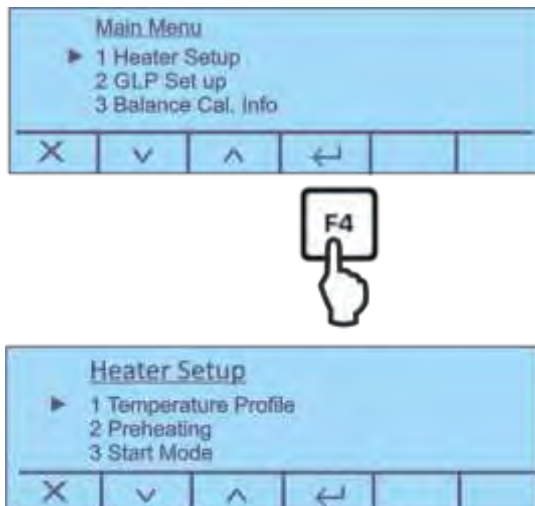 Main Menu
1 Heater Setup
2 GLP Set up
3 Balance Cal. Info
F4
Heater Setup
1 Temperature Profile
2 Preheating
3 Start Mode